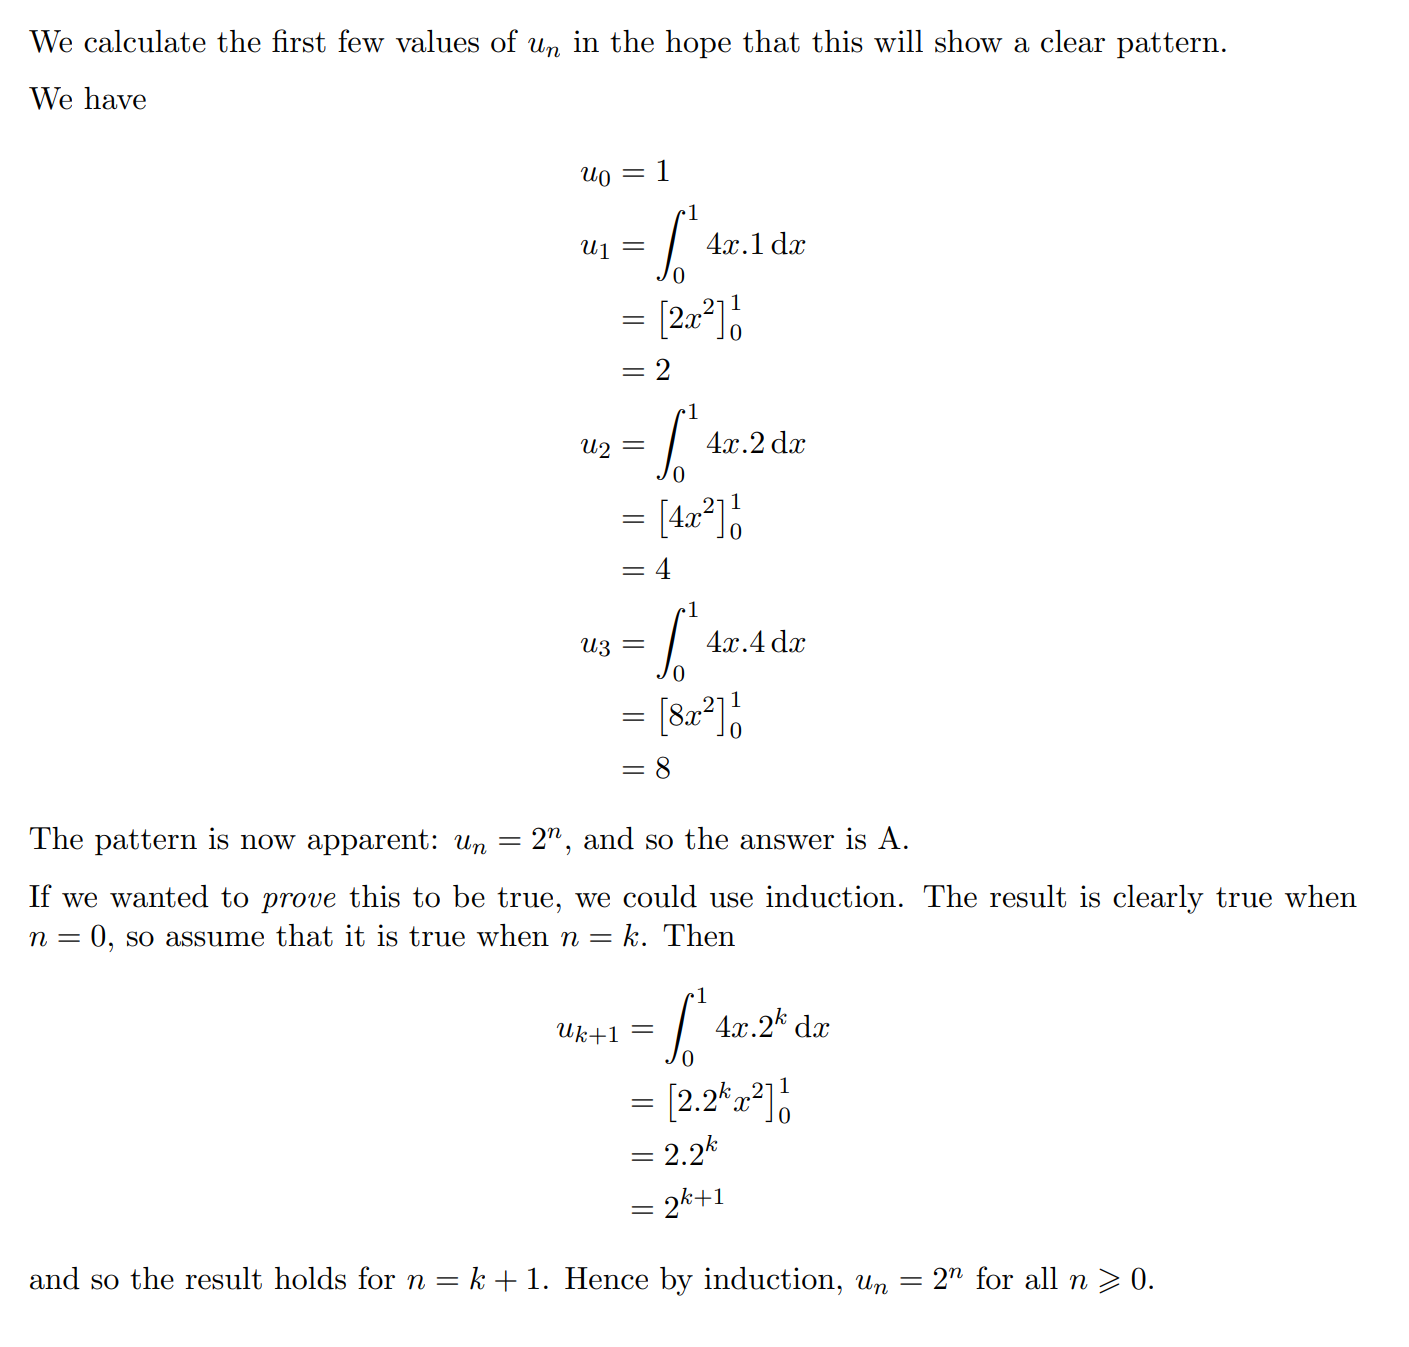 We calculate the first few values of $u_n$ in the hope that this will show a clear pattern.
We have
$u_0 = 1$
$u_1 = \int_0^1 4x.1 \, \mathrm{d}x$
$= \left[2x^2\right]_0^1$
$= 2$
$u_2 = \int_0^1 4x.2 \, \mathrm{d}x$
$= \left[4x^2\right]_0^1$
$= 4$
$u_3 = \int_0^1 4x.4 \, \mathrm{d}x$
$= \left[8x^2\right]_0^1$
$= 8$
The pattern is now apparent: $u_n = 2^n$, and so the answer is A.
If we wanted to prove this to be true, we could use induction. The result is clearly true when
$n = 0$, so assume that it is true when $n = k$. Then
$u_{k+1} = \int_0^1 4x.2^k \, \mathrm{d}x$
$= \left[2.2^k x^2\right]_0^1$
$= 2.2^k$
$= 2^{k+1}$
and so the result holds for $n = k + 1$. Hence by induction, $u_n = 2^n$ for all $n \geqslant 0$.